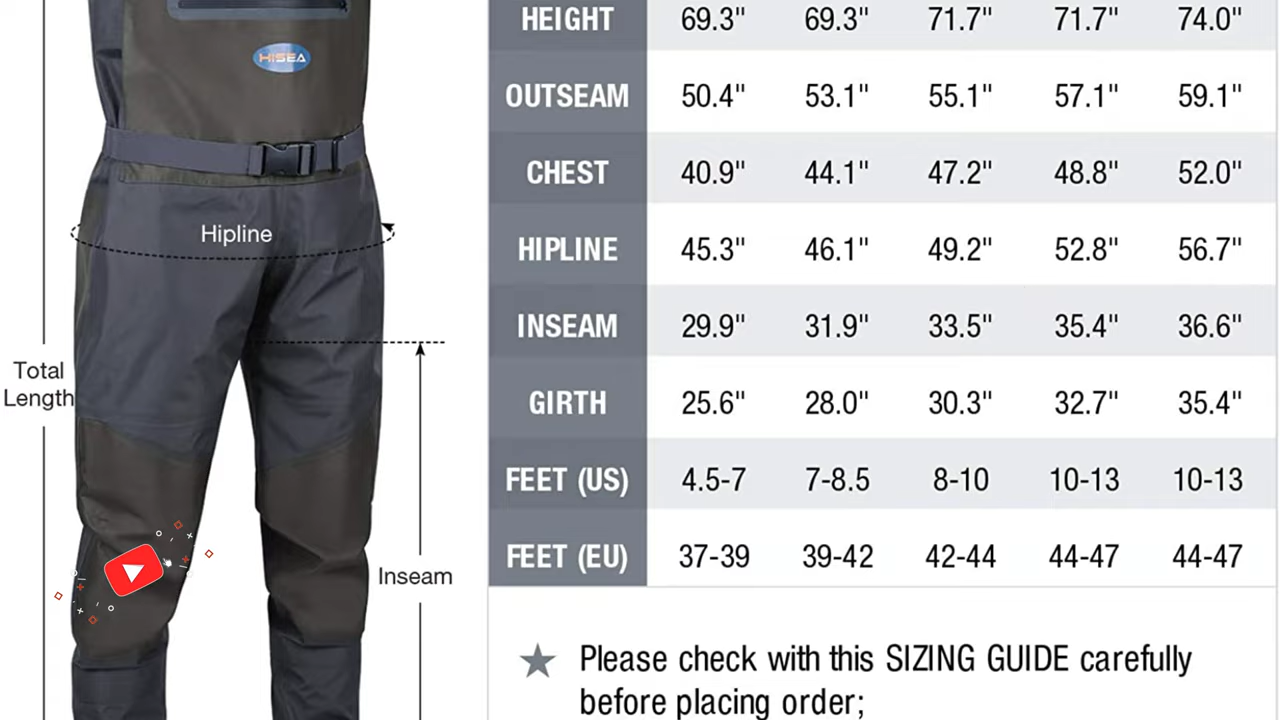 HISEA
Hipline
Total
Length
Inseam
HEIGHT 69.3" 69.3" 71.7" 71.7" 74.0"
OUTSEAM 50.4" 53.1" 55.1" 57.1" 59.1"
CHEST 40.9" 44.1" 47.2" 48.8" 52.0"
HIPLINE 45.3" 46.1" 49.2" 52.8" 56.7"
INSEAM 29.9" 31.9" 33.5" 35.4" 36.6"
GIRTH 25.6" 28.0" 30.3" 32.7" 35.4"
FEET (US) 4.5-7 7-8.5 8-10 10-13 10-13
FEET (EU) 37-39 39-42 42-44 44-47 44-47
Please check with this SIZING GUIDE carefully
before placing order;